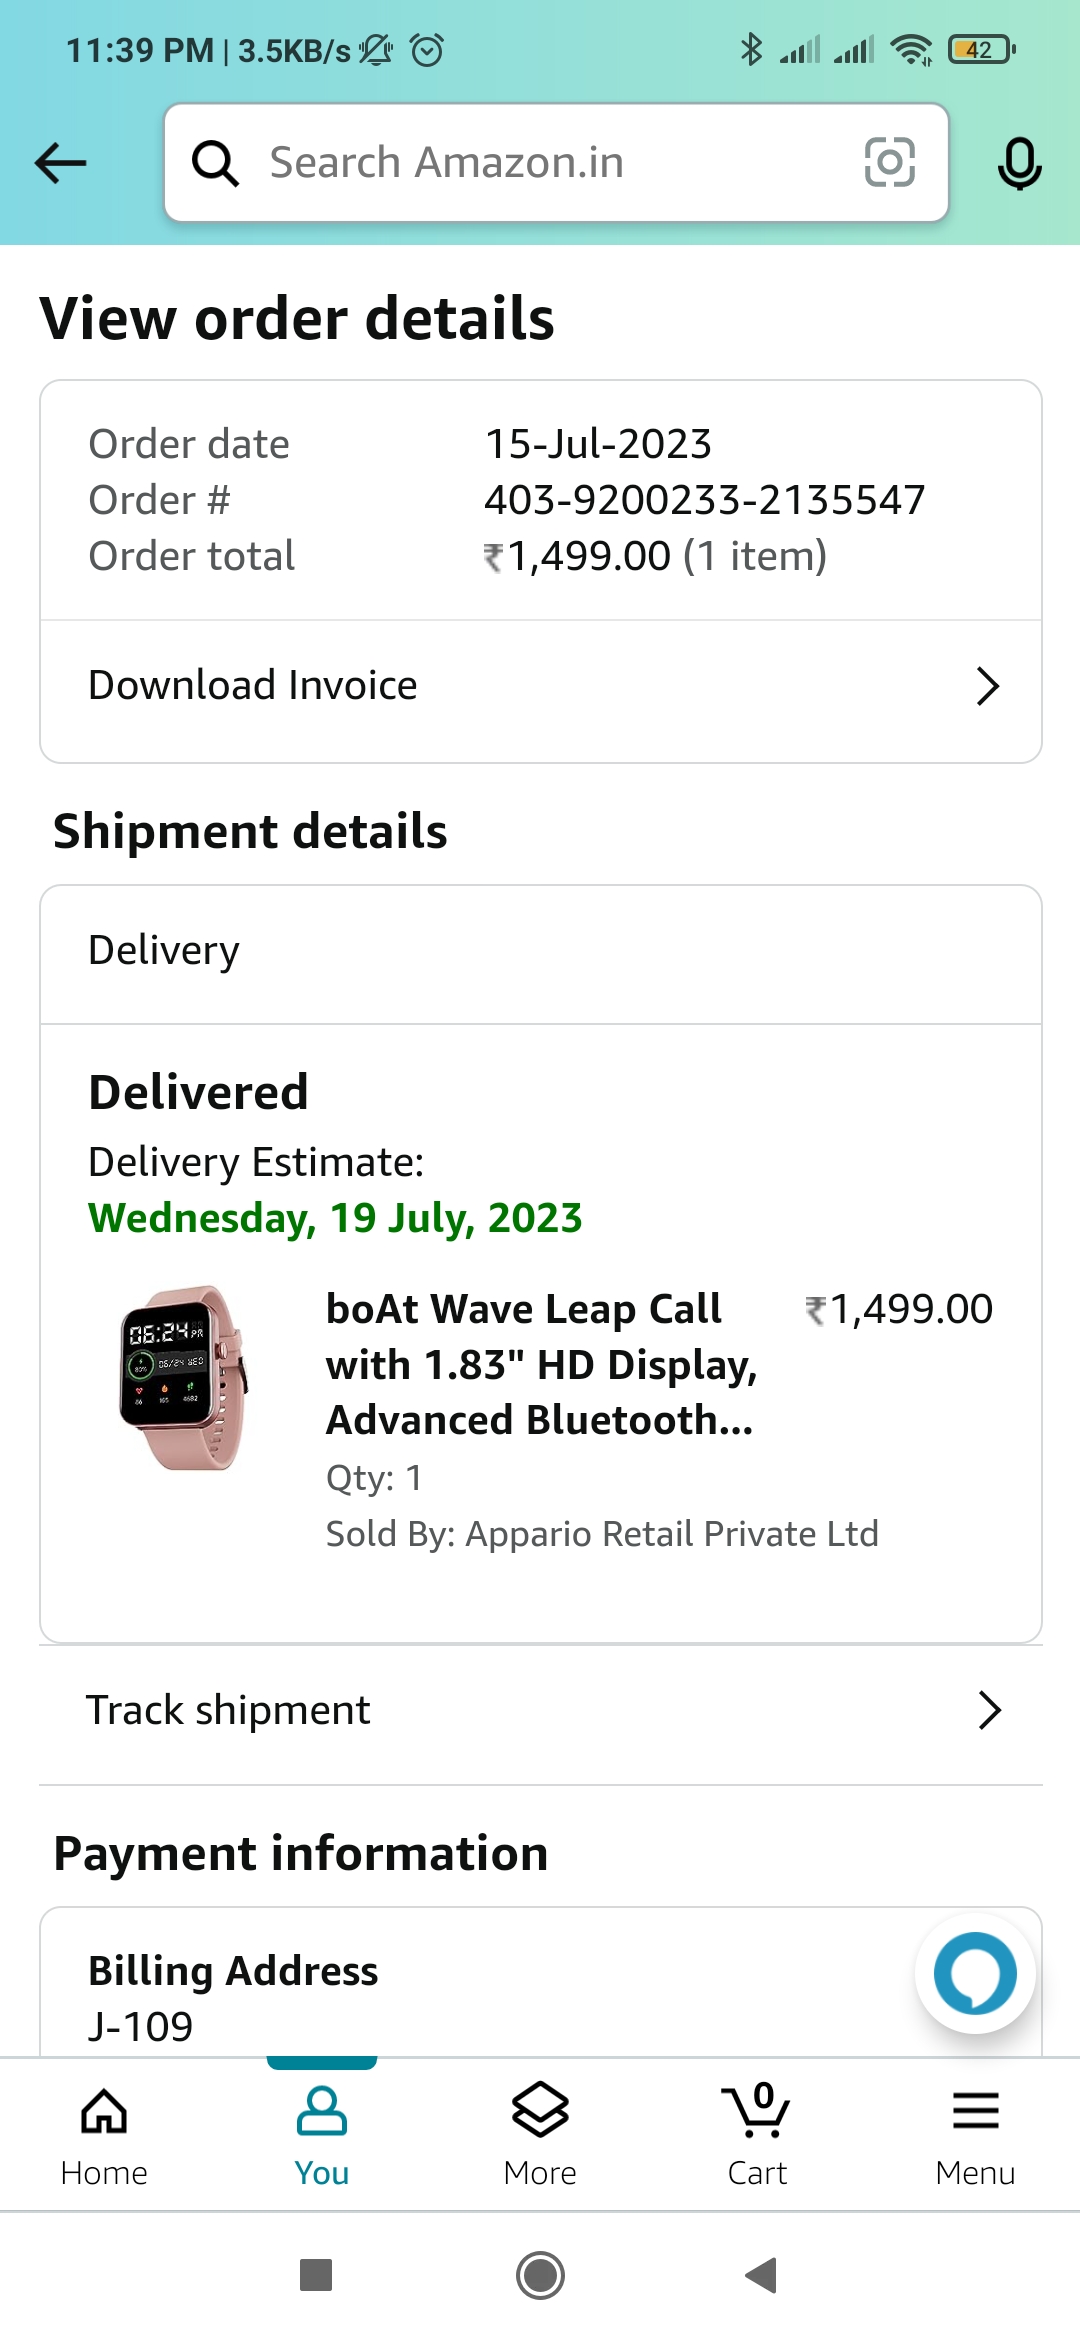 11:39 PM | 3.5KB/s
42
Search Amazon.in
View order details
Order date 15-Jul-2023
Order # 403-9200233-2135547
Order total ₹1,499.00 (1 item)
Download Invoice
Shipment details
Delivery
Delivered
Delivery Estimate:
Wednesday, 19 July, 2023
boAt Wave Leap Call ₹1,499.00
with 1.83" HD Display,
Advanced Bluetooth...
Qty: 1
Sold By: Appario Retail Private Ltd
06:24
Track shipment
Payment information
Billing Address
J-109
0
Home You More Cart Menu